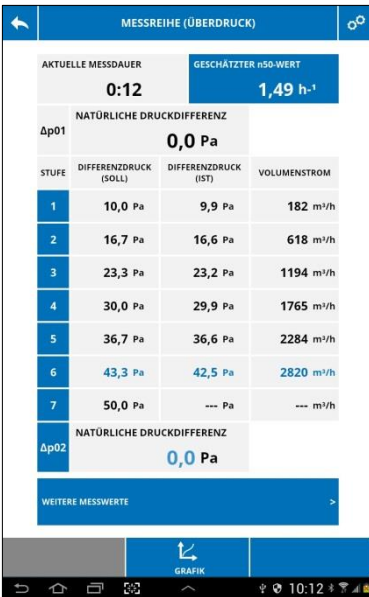 MESSREIHE (ÜBERDRUCK)
AKTUELLE MESSDAUER
GESCHÄTZTER n50-WERT
0:12
1,49 h-¹
Δp01
NATÜRLICHE DRUCKDIFFERENZ
0,0 Pa
STUFE
DIFFERENZDRUCK
(SOLL)
DIFFERENZDRUCK
(IST)
VOLUMENSTROM
1 10,0 Pa 9,9 Pa 182 m³/h
2 16,7 Pa 16,6 Pa 618 m³/h
3 23,3 Pa 23,2 Pa 1194 m³/h
4 30,0 Pa 29,9 Pa 1765 m³/h
5 36,7 Pa 36,6 Pa 2284 m³/h
6 43,3 Pa 42,5 Pa 2820 m³/h
7 50,0 Pa --- Pa --- m³/h
Δp02
NATÜRLICHE DRUCKDIFFERENZ
0,0 Pa
WEITERE MESSWERTE >
GRAFIK
10:12